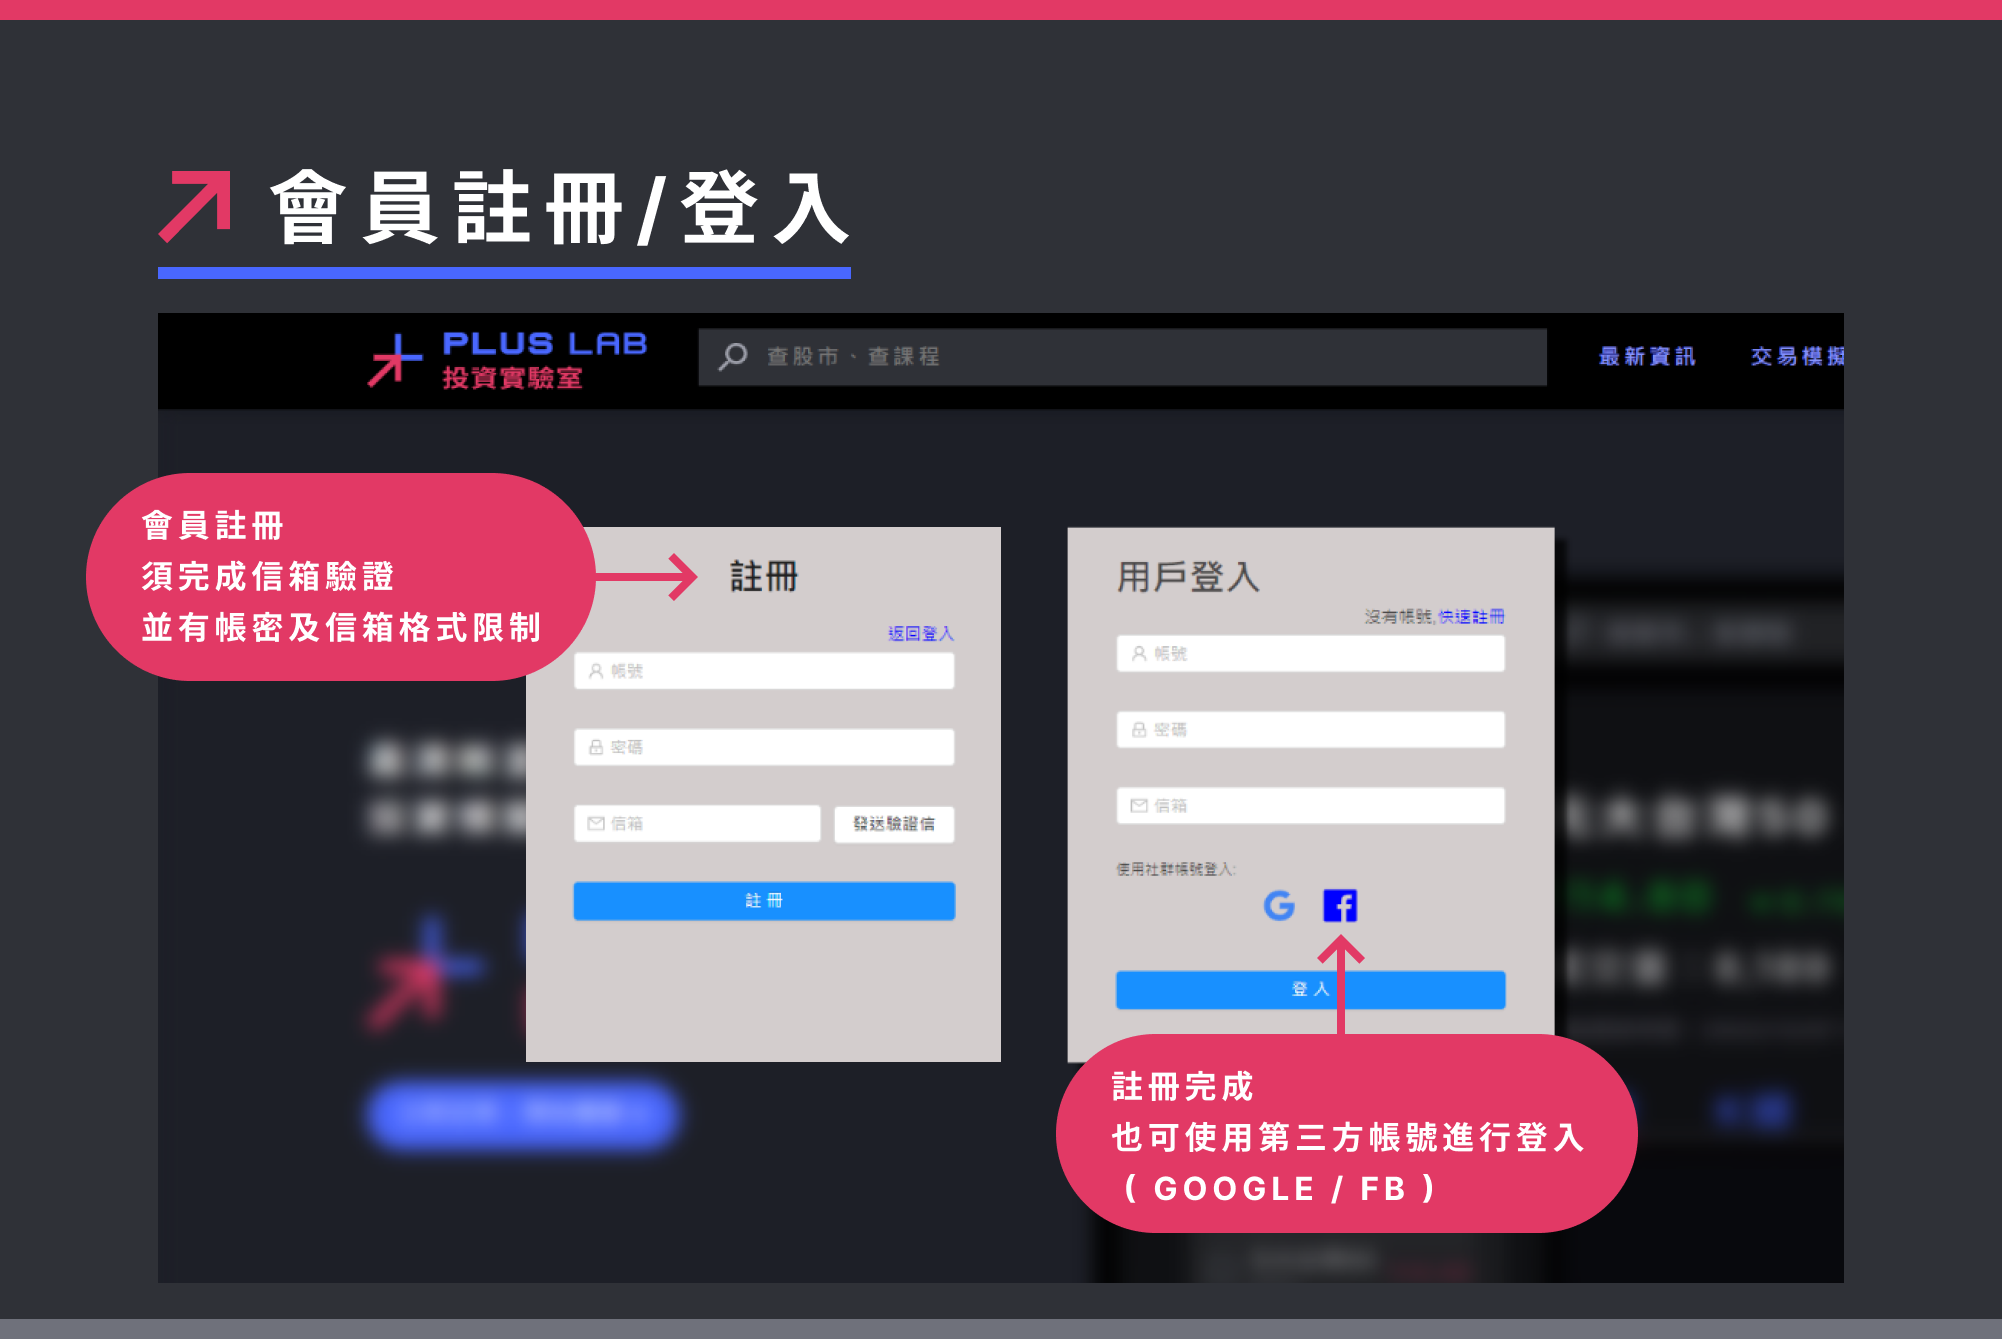 會員註冊/登入
PLUS LAB
投資實驗室
查股市、查課程
最新資訊
交易模擬
會員註冊
須完成信箱驗證
並有帳密及信箱格式限制
註冊
返回登入
帳號
密碼
信箱
發送驗證信
註冊
用戶登入
沒有帳號,快速註冊
帳號
密碼
信箱
使用社群帳號登入:
登入
註冊完成
也可使用第三方帳號進行登入
( GOOGLE / FB )